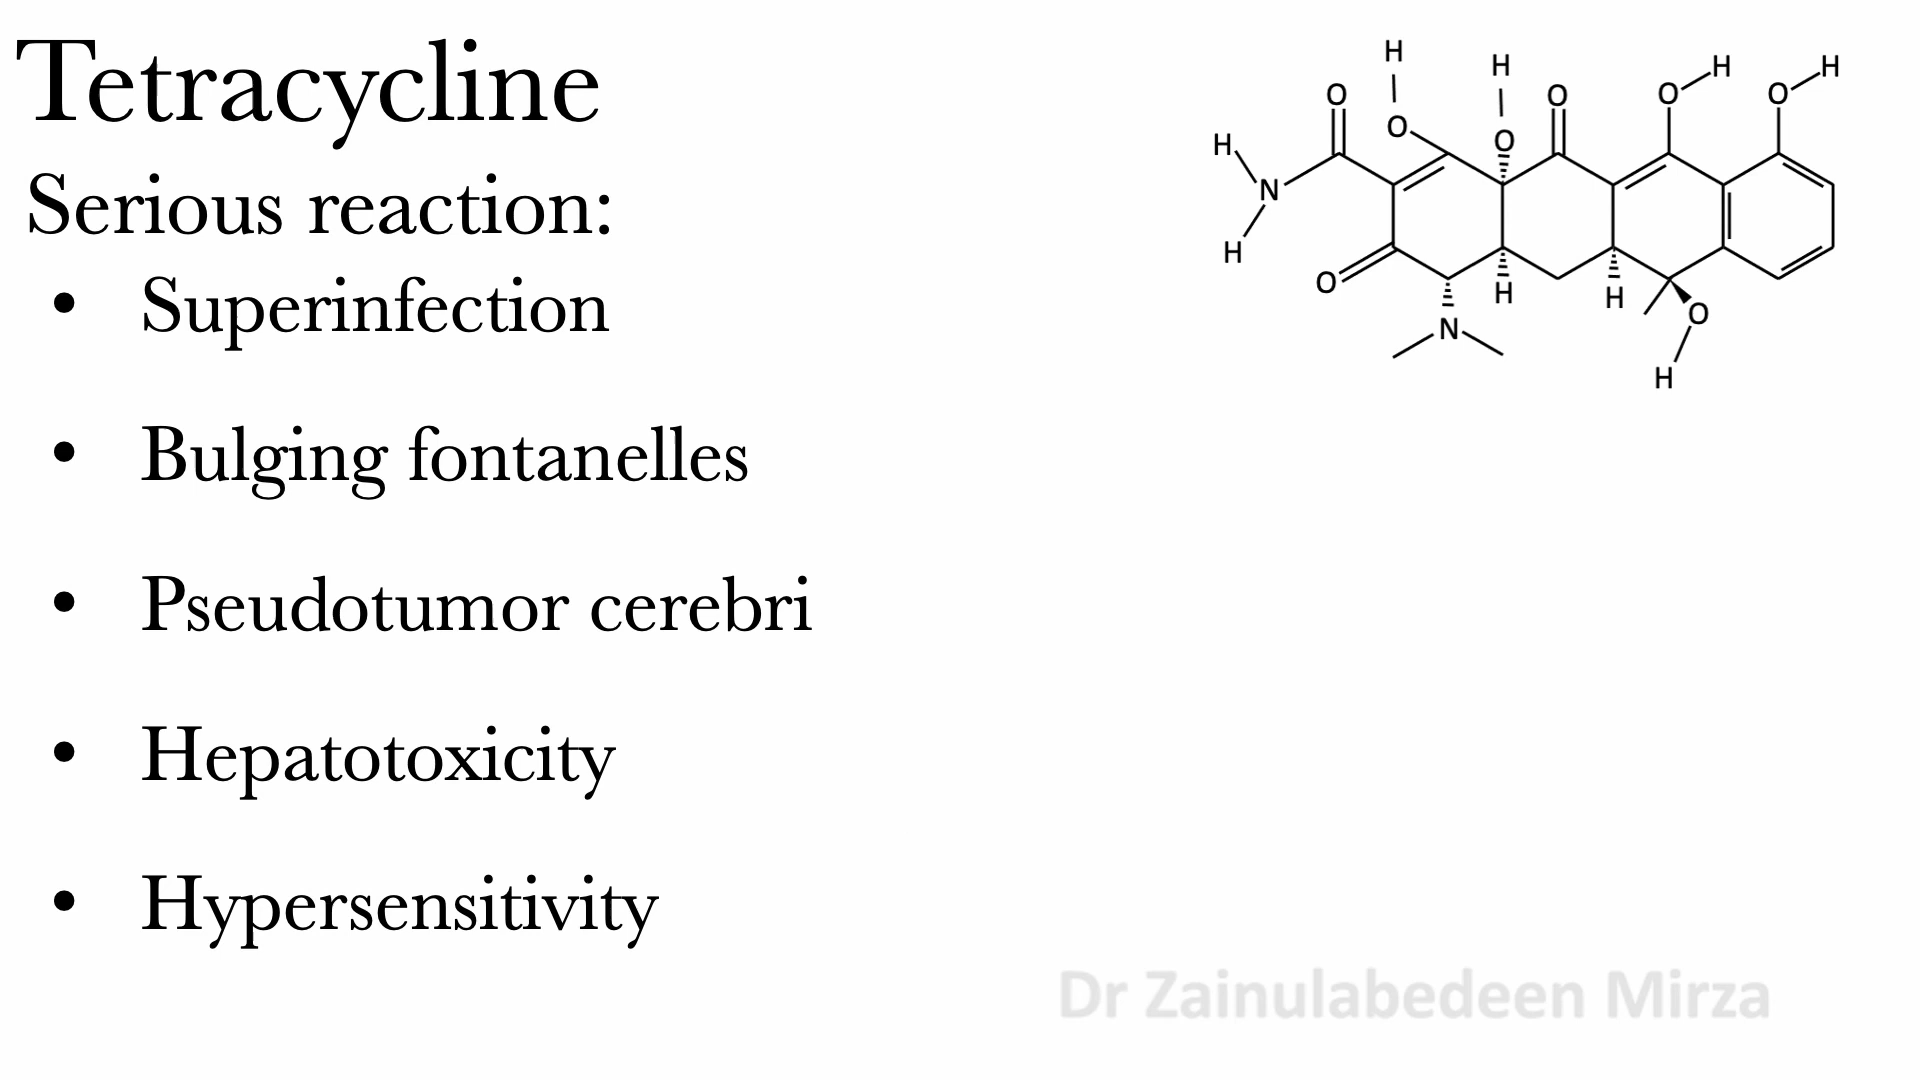 Tetracycline
Serious reaction:
• Superinfection
• Bulging fontanelles
• Pseudotumor cerebri
• Hepatotoxicity
• Hypersensitivity
H
H
O
O
O
H
O
H
O
H
O
O
H
N
H
O
H
H
N
O
H
Dr Zainulabedeen Mirza